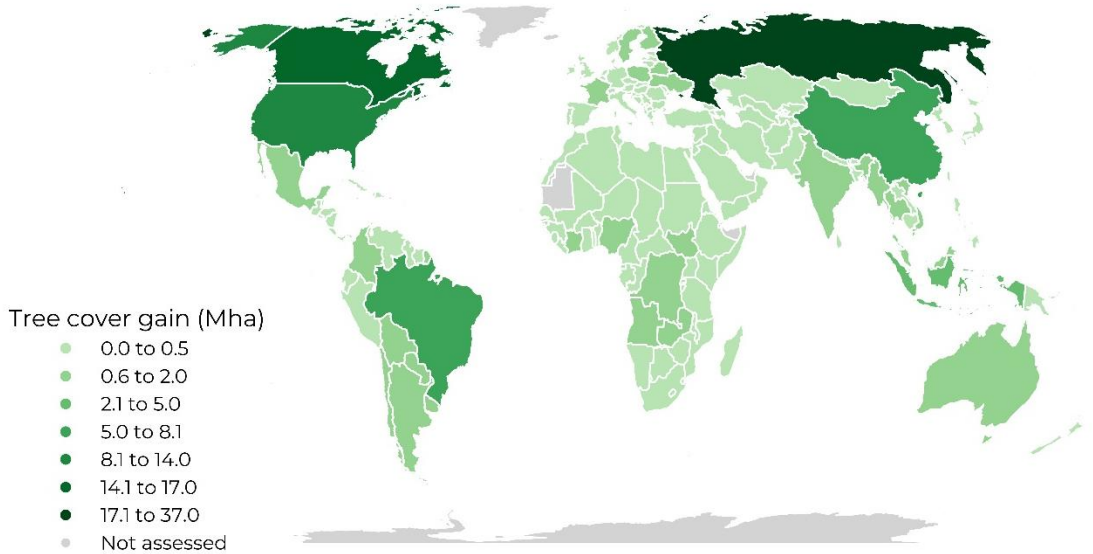 Tree cover gain (Mha)
0.0 to 0.5
0.6 to 2.0
2.1 to 5.0
5.0 to 8.1
8.1 to 14.0
14.1 to 17.0
17.1 to 37.0
Not assessed